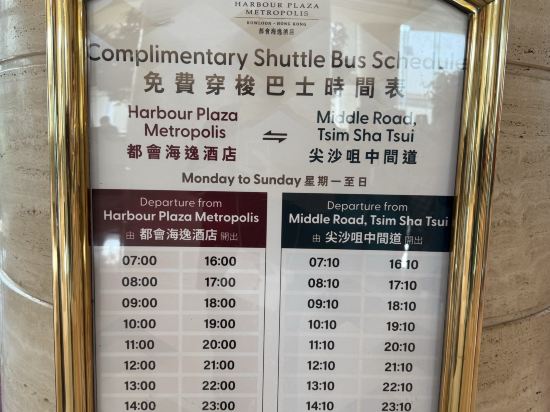 HARBOUR PLAZA
METROPOLIS
KOWLOON • HONG KONG
都會海逸酒店
Complimentary Shuttle Bus Schedule
免費穿梭巴士時間表
Harbour Plaza Metropolis ⇋ Middle Road, Tsim Sha Tsui
都會海逸酒店 尖沙咀中間道
Monday to Sunday 星期一至日
Departure from Departure from
Harbour Plaza Metropolis Middle Road, Tsim Sha Tsui
由 都會海逸酒店 開出 由 尖沙咀中間道 開出
07:00 16:00 07:10 16:10
08:00 17:00 08:10 17:10
09:00 18:00 09:10 18:10
10:00 19:00 10:10 19:10
11:00 20:00 11:10 20:10
12:00 21:00 12:10 21:10
13:00 22:00 13:10 22:10
14:00 23:00 14:10 23:10